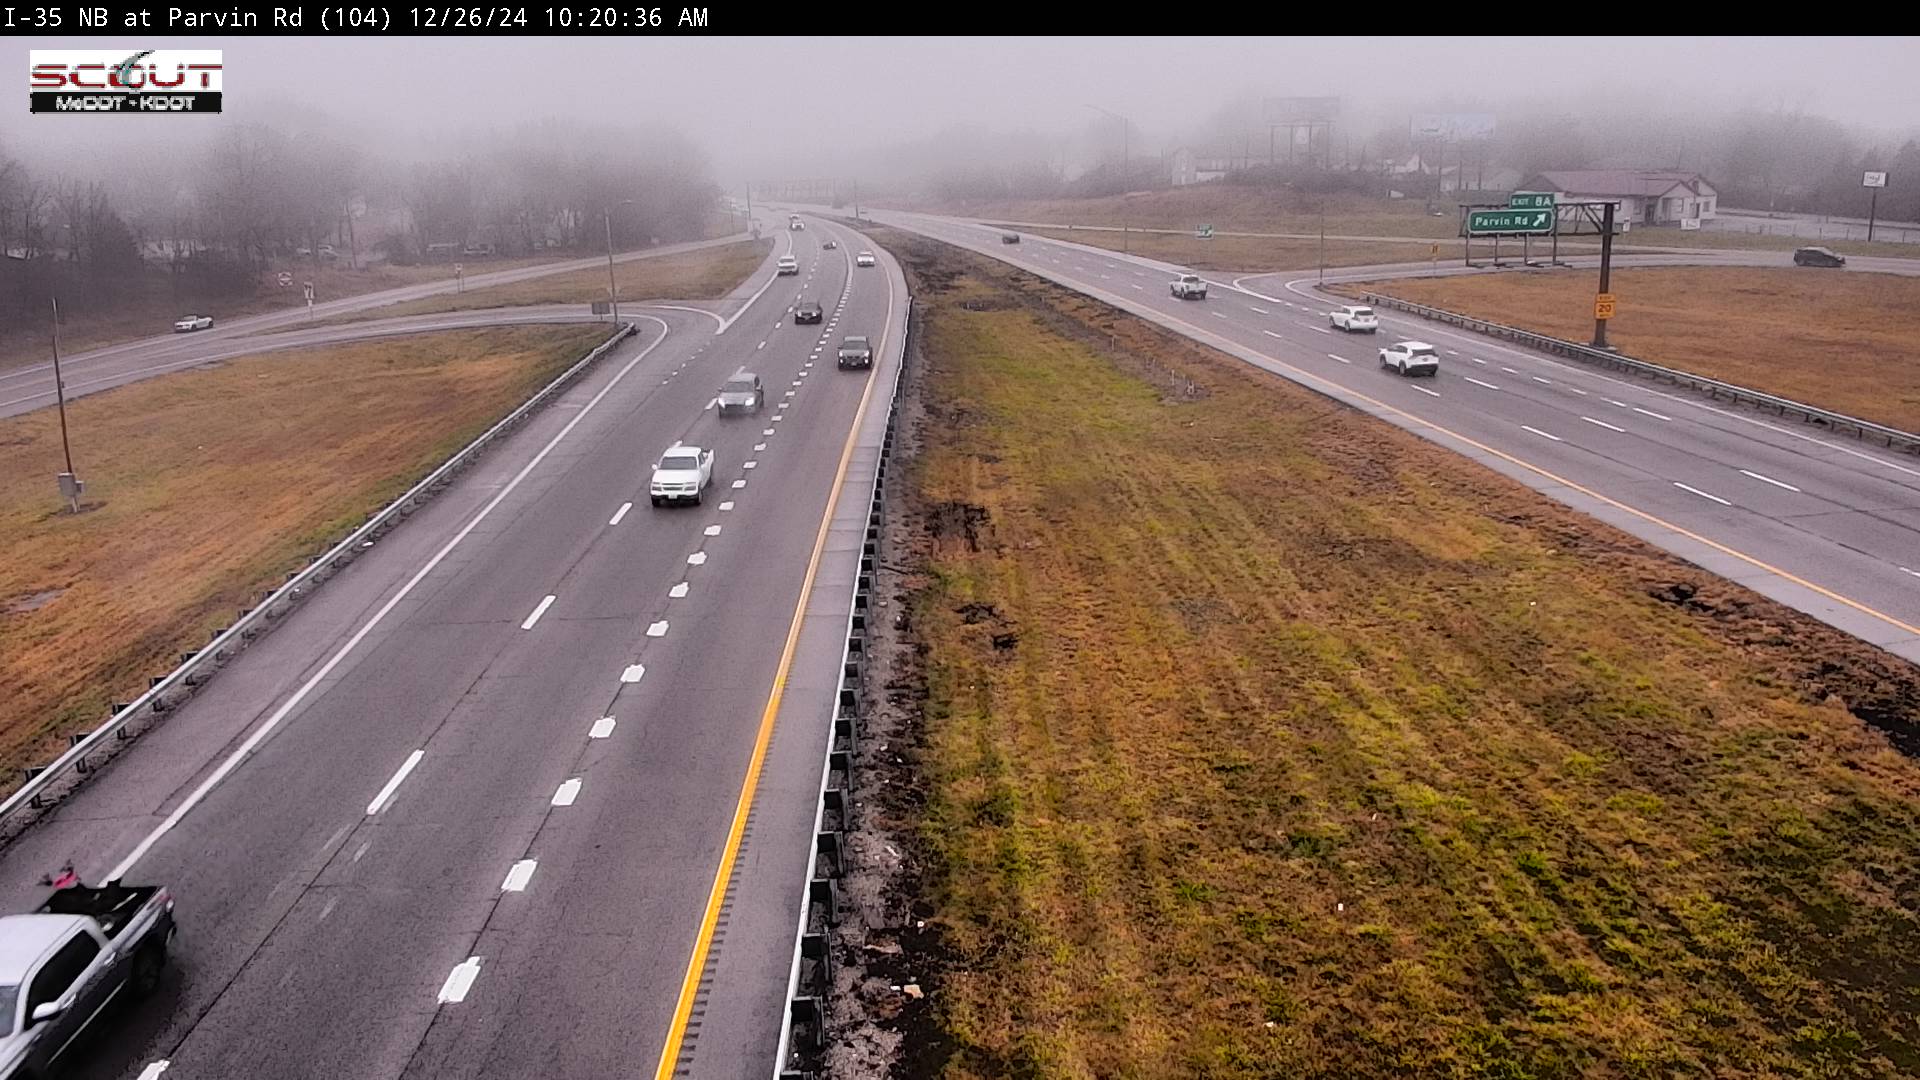 I-35 NB at Parvin Rd (104) 12/26/24 10:20:36 AM
SCOUT
MoDOT - KDOT
EXIT 8A
Parvin Rd
EXIT
20